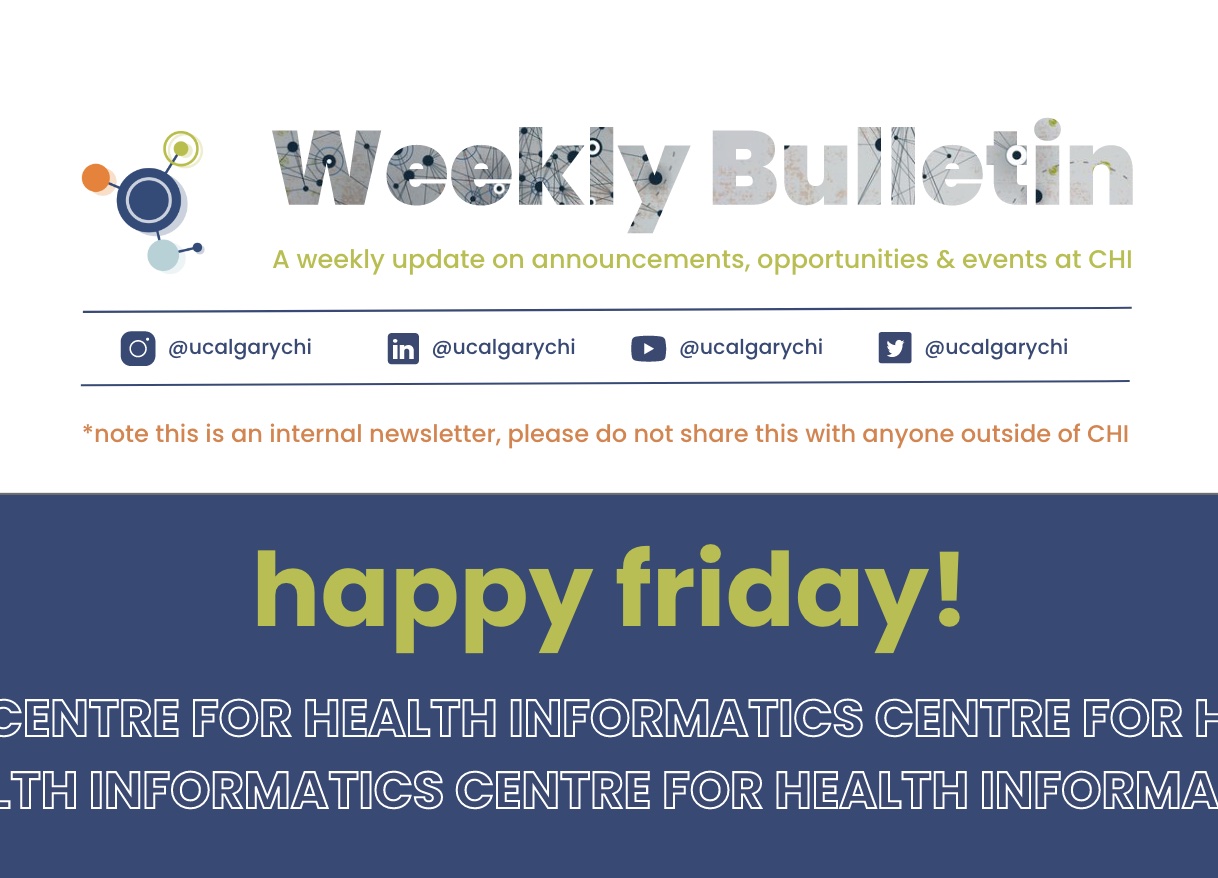 Weekly Bulletin
A weekly update on announcements, opportunities & events at CHI
@ucalgarychi @ucalgarychi @ucalgarychi @ucalgarychi
*note this is an internal newsletter, please do not share this with anyone outside of CHI
happy friday!
CENTRE FOR HEALTH INFORMATICS CENTRE FOR H
LTH INFORMATICS CENTRE FOR HEALTH INFORMA